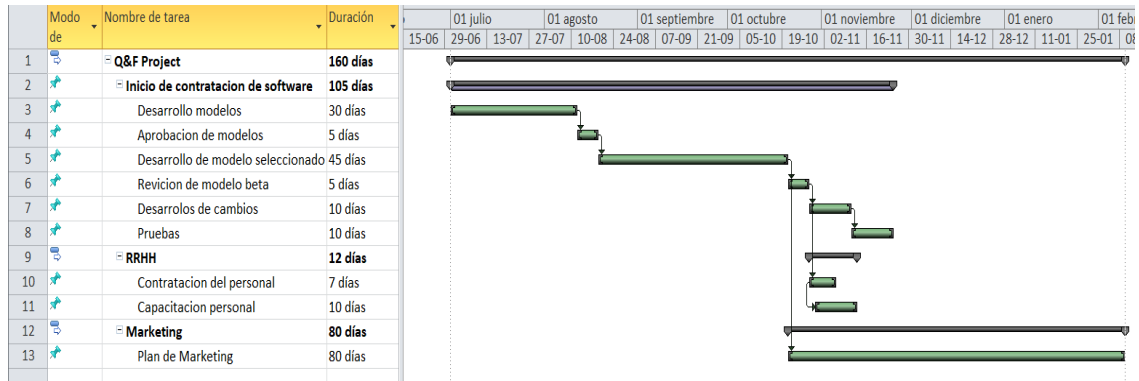 Modo de Nombre de tarea Duración
01 julio 01 agosto 01 septiembre 01 octubre 01 noviembre 01 diciembre 01 enero 01 febr
15-06 29-06 13-07 27-07 10-08 24-08 07-09 21-09 05-10 19-10 02-11 16-11 30-11 14-12 28-12 11-01 25-01 08
1 Q&F Project 160 días
2 Inicio de contratacion de software 105 días
3 Desarrollo modelos 30 días
4 Aprobacion de modelos 5 días
5 Desarrollo de modelo seleccionado 45 días
6 Revicion de modelo beta 5 días
7 Desarrolos de cambios 10 días
8 Pruebas 10 días
9 RRHH 12 días
10 Contratacion del personal 7 días
11 Capacitacion personal 10 días
12 Marketing 80 días
13 Plan de Marketing 80 días